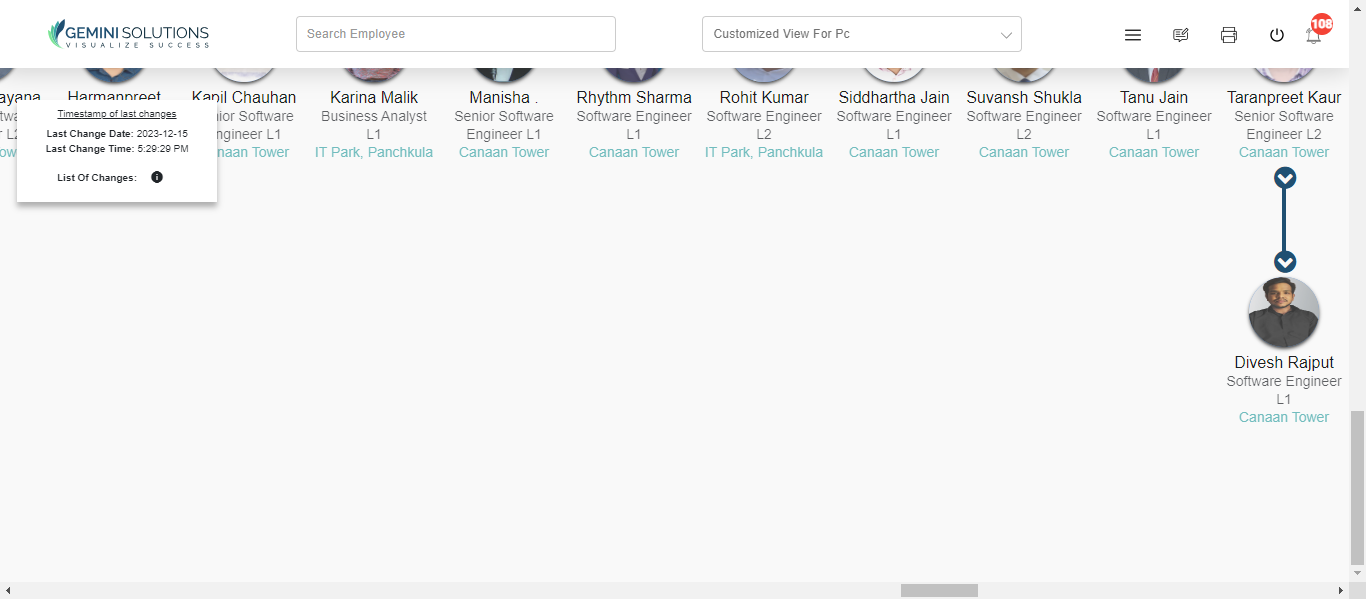 GEMINI SOLUTIONS
VISUALIZE SUCCESS
Search Employee
Customized View For Pc
108
ayana
Harmanpreet
Kapil Chauhan
Karina Malik
Manisha .
Rhythm Sharma
Rohit Kumar
Siddhartha Jain
Suvansh Shukla
Tanu Jain
Taranpreet Kaur
Business Analyst
L1
IT Park, Panchkula
Senior Software
Engineer L1
Canaan Tower
Software Engineer
L1
Canaan Tower
Software Engineer
L2
IT Park, Panchkula
Software Engineer
L1
Canaan Tower
Software Engineer
L2
Canaan Tower
Software Engineer
L1
Canaan Tower
Senior Software
Engineer L2
Canaan Tower
nior Software
ngineer L1
naan Tower
Timestamp of last changes
Last Change Date: 2023-12-15
Last Change Time: 5:29:29 PM
List Of Changes:
Divesh Rajput
Software Engineer
L1
Canaan Tower